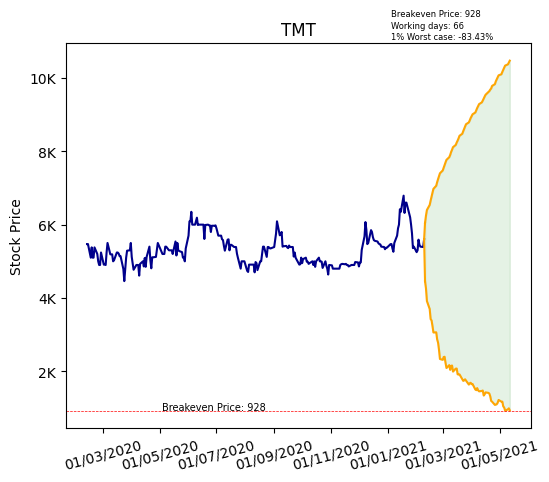 Breakeven Price: 928
Working days: 66
1% Worst case: -83.43%
TMT
Stock Price
10K
8K
6K
4K
2K
Breakeven Price: 928
01/03/2020
01/05/2020
01/07/2020
01/09/2020
01/11/2020
01/01/2021
01/03/2021
01/05/2021